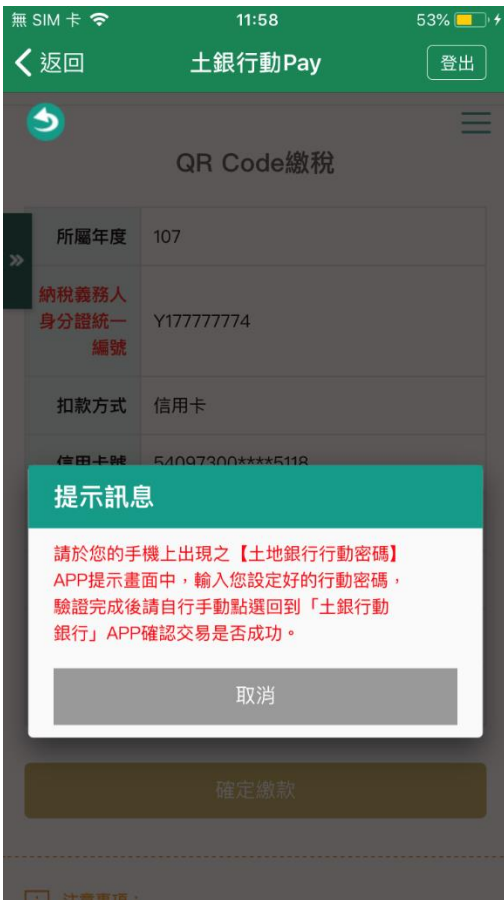 無 SIM 卡 11:58 53%
返回 土銀行動Pay 登出
QR Code繳稅
所屬年度 107
納稅義務人
身分證統一 Y177777774
編號
扣款方式 信用卡
信用卡號 54097300****5118
提示訊息
請於您的手機上出現之【土地銀行行動密碼】
APP提示畫面中，輸入您設定好的行動密碼，
驗證完成後請自行手動點選回到「土銀行動
銀行」APP確認交易是否成功。
取消
確定繳款
注意事項：